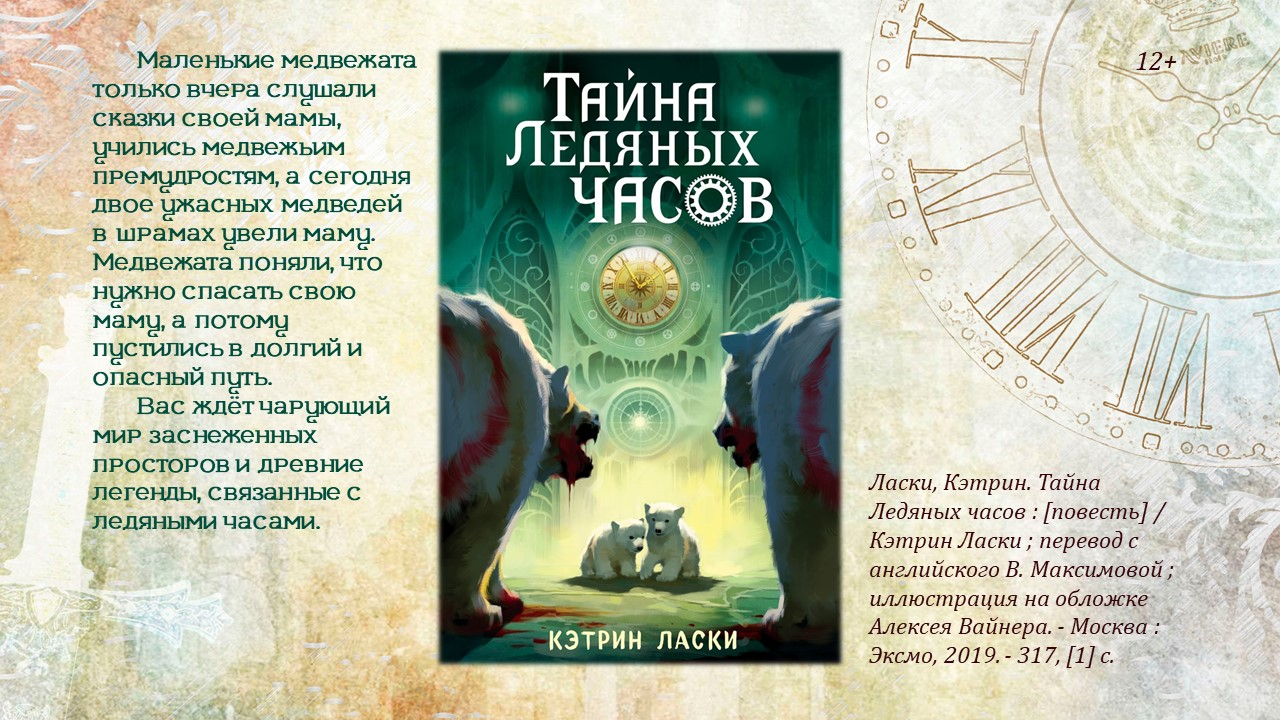 Маленькие медвежата
только вчера слушали
сказки своей мамы,
учились медвежьим
премудростям, а сегодня
двое ужасных медведей
в шрамах увели маму.
Медвежата поняли, что
нужно спасать свою
маму, а потому
пустились в долгий и
опасный путь.
Вас ждёт чарующий
мир заснеженных
просторов и древние
легенды, связанные с
ледяными часами.
ТАЙНА
ЛЕДЯНЫХ
ЧАСОВ
КЭТРИН ЛАСКИ
12+
Ласки, Кэтрин. Тайна
Ледяных часов : [повесть] /
Кэтрин Ласки ; перевод с
английского В. Максимовой ;
иллюстрация на обложке
Алексея Вайнера. - Москва :
Эксмо, 2019. - 317, [1] с.